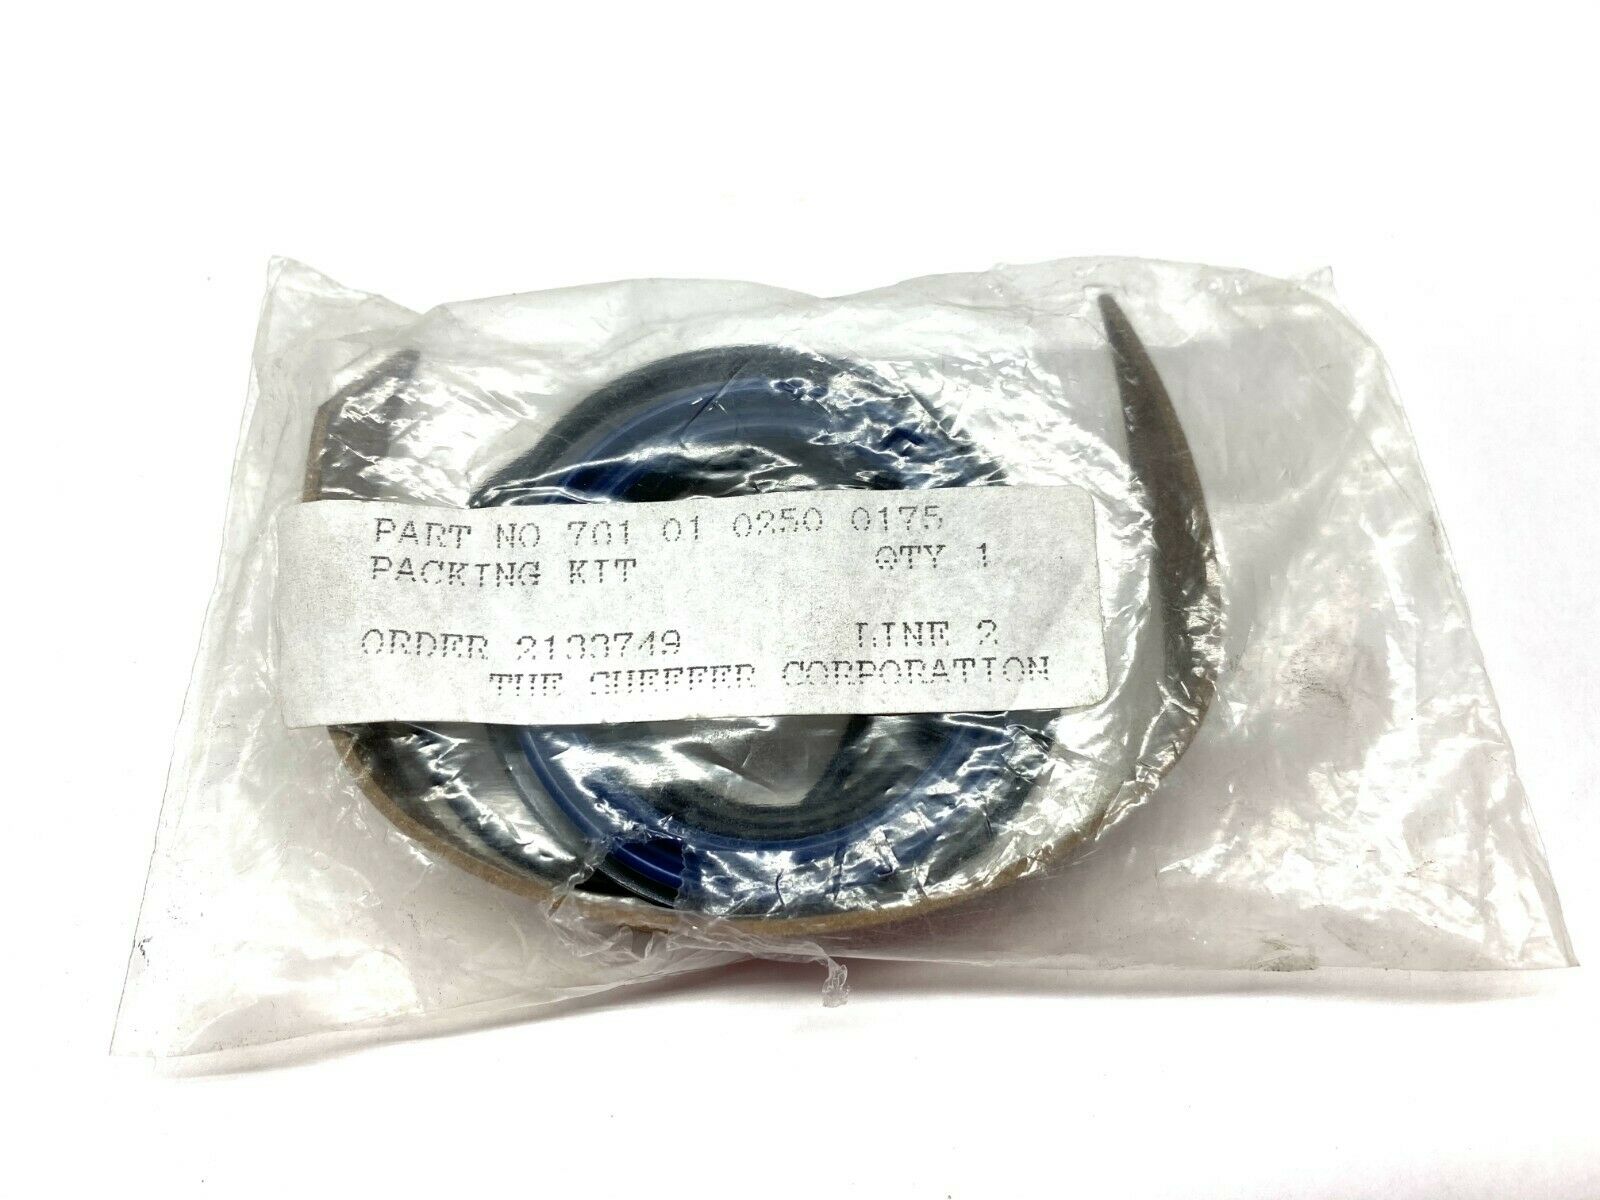 PART NO 701 01 0250 0175
PACKING KIT QTY 1
ORDER 2133749 LINE 2
THE SHEFFER CORPORATION